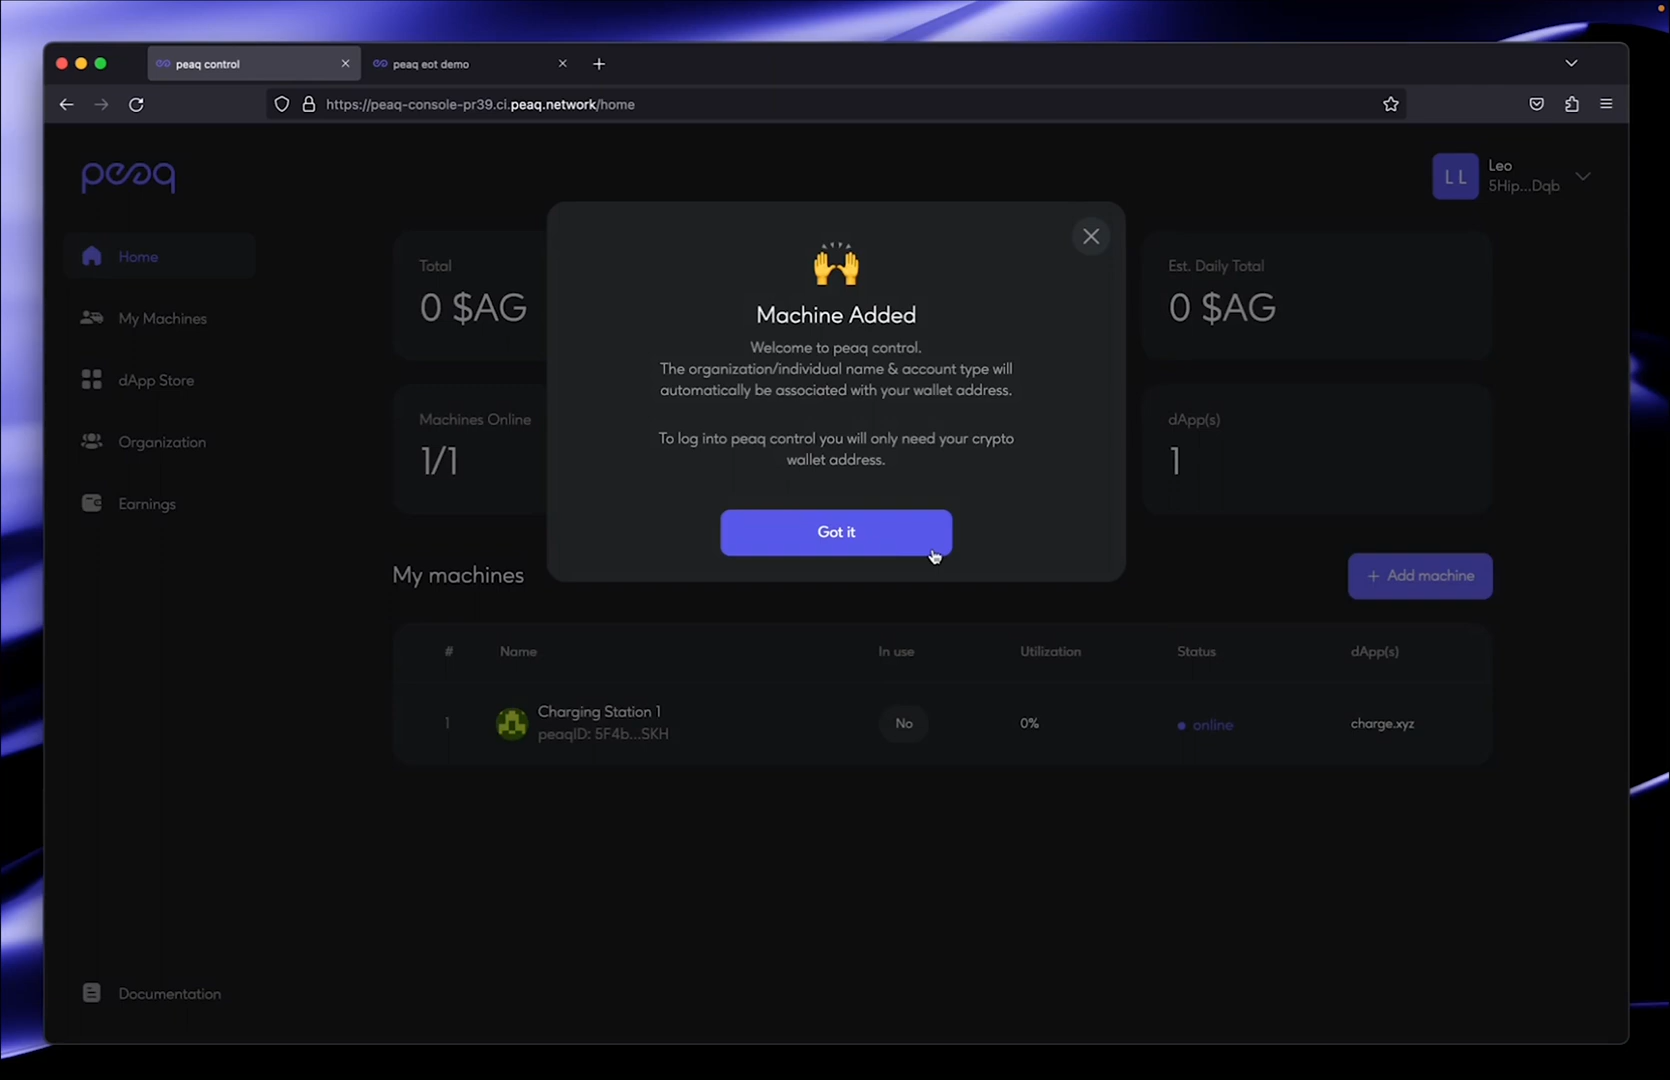 peaq control
peaq eot demo
https://peaq-console-pr39.ci.peaq.network/home
peaq
L L
Leo
5Hip...Dqb
Home
My Machines
dApp Store
Organization
Earnings
Documentation
Total
0 $AG
Est. Daily Total
0 $AG
Machines Online
1/1
dApp(s)
1
Machine Added
Welcome to peaq control.
The organization/individual name & account type will
automatically be associated with your wallet address.
To log into peaq control you will only need your crypto
wallet address.
Got it
My machines
+ Add machine
# Name In use Utilization Status dApp(s)
1 Charging Station 1 No 0% online charge.xyz
peaqID: 5F4b...SKH